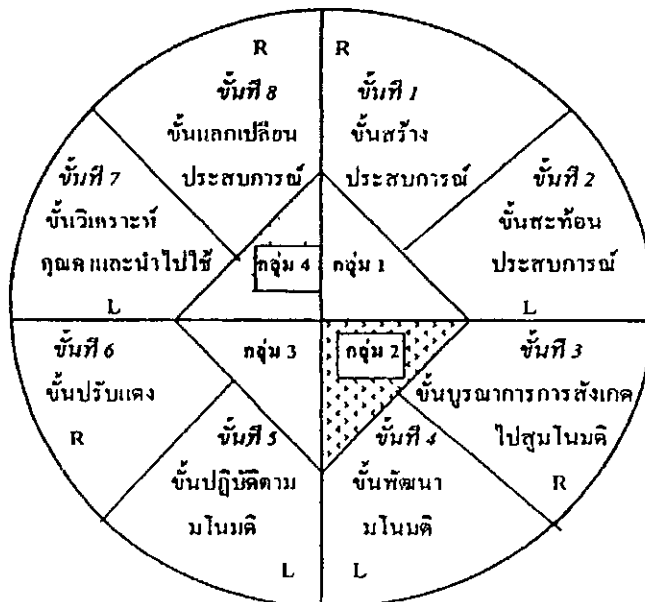 R
ขั้นที่ 8
ขั้นแลกเปลี่ยน
ประสบการณ์
R
ขั้นที่ 1
ขั้นสร้าง
ประสบการณ์
ขั้นที่ 2
ขั้นสะท้อน
ประสบการณ์
L
ขั้นที่ 3
ขั้นบูรณาการการสังเกต
ไปสู่มโนมติ
R
ขั้นที่ 4
ขั้นพัฒนา
มโนมติ
L
ขั้นที่ 5
ขั้นปฏิบัติตาม
มโนมติ
L
ขั้นที่ 6
ขั้นปรับแต่ง
R
ขั้นที่ 7
ขั้นวิเคราะห์
คุณค่าและนำไปใช้
L
กลุ่ม 4
กลุ่ม 1
กลุ่ม 3
กลุ่ม 2